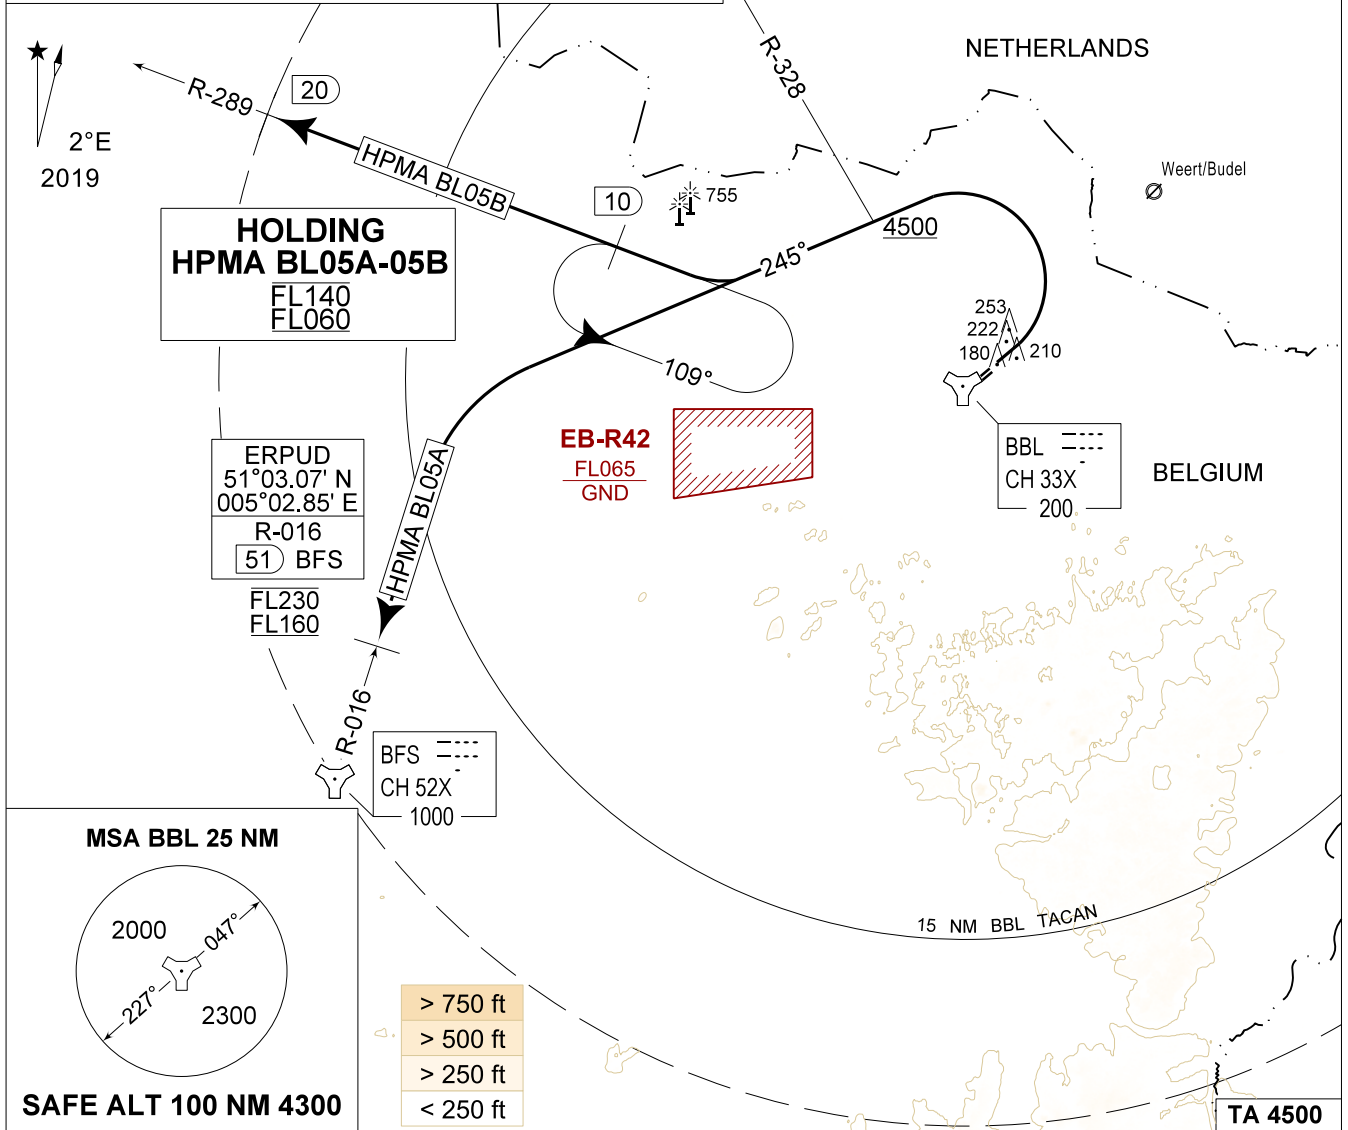 NETHERLANDS
R-328
R-289
20
2°E
2019
HPMA BL05B
Weert/Budel
10
755
HOLDING
HPMA BL05A-05B
FL140
FL060
4500
245°
253
222
180
210
109°
EB-R42
FL065
GND
BBL
CH 33X
200
BELGIUM
ERPUD
51°03.07' N
005°02.85' E
R-016
51 BFS
FL230
FL160
HPMA BL05A
R-016
BFS
CH 52X
1000
MSA BBL 25 NM
2000
047°
227°
2300
SAFE ALT 100 NM 4300
15 NM BBL TACAN
> 750 ft
> 500 ft
> 250 ft
< 250 ft
TA 4500